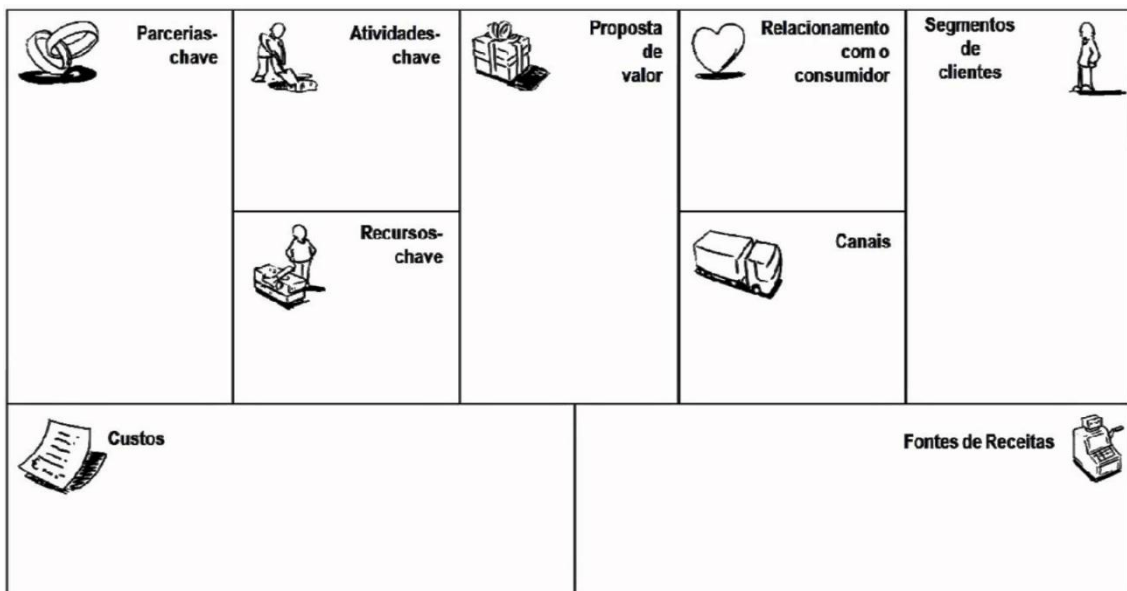 Parcerias-
chave
Atividades-
chave
Proposta
de
valor
Relacionamento
com o
consumidor
Segmentos
de
clientes
Recursos-
chave
Canais
Custos
Fontes de Receitas